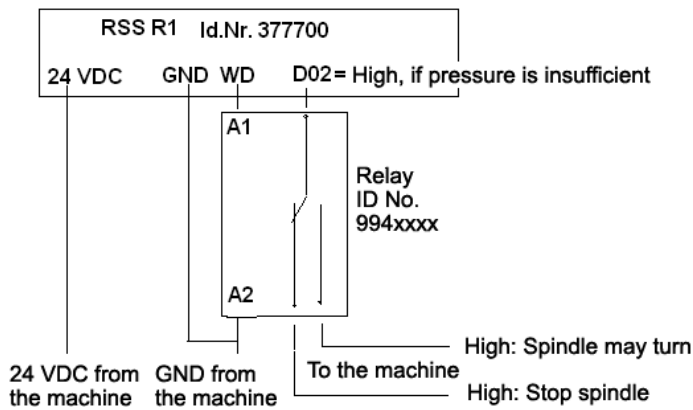 RSS R1 Id.Nr. 377700
24 VDC GND WD D02 = High, if pressure is insufficient
A1
Relay
ID No.
994xxxx
A2
High: Spindle may turn
To the machine
24 VDC from
the machine
GND from
the machine
High: Stop spindle